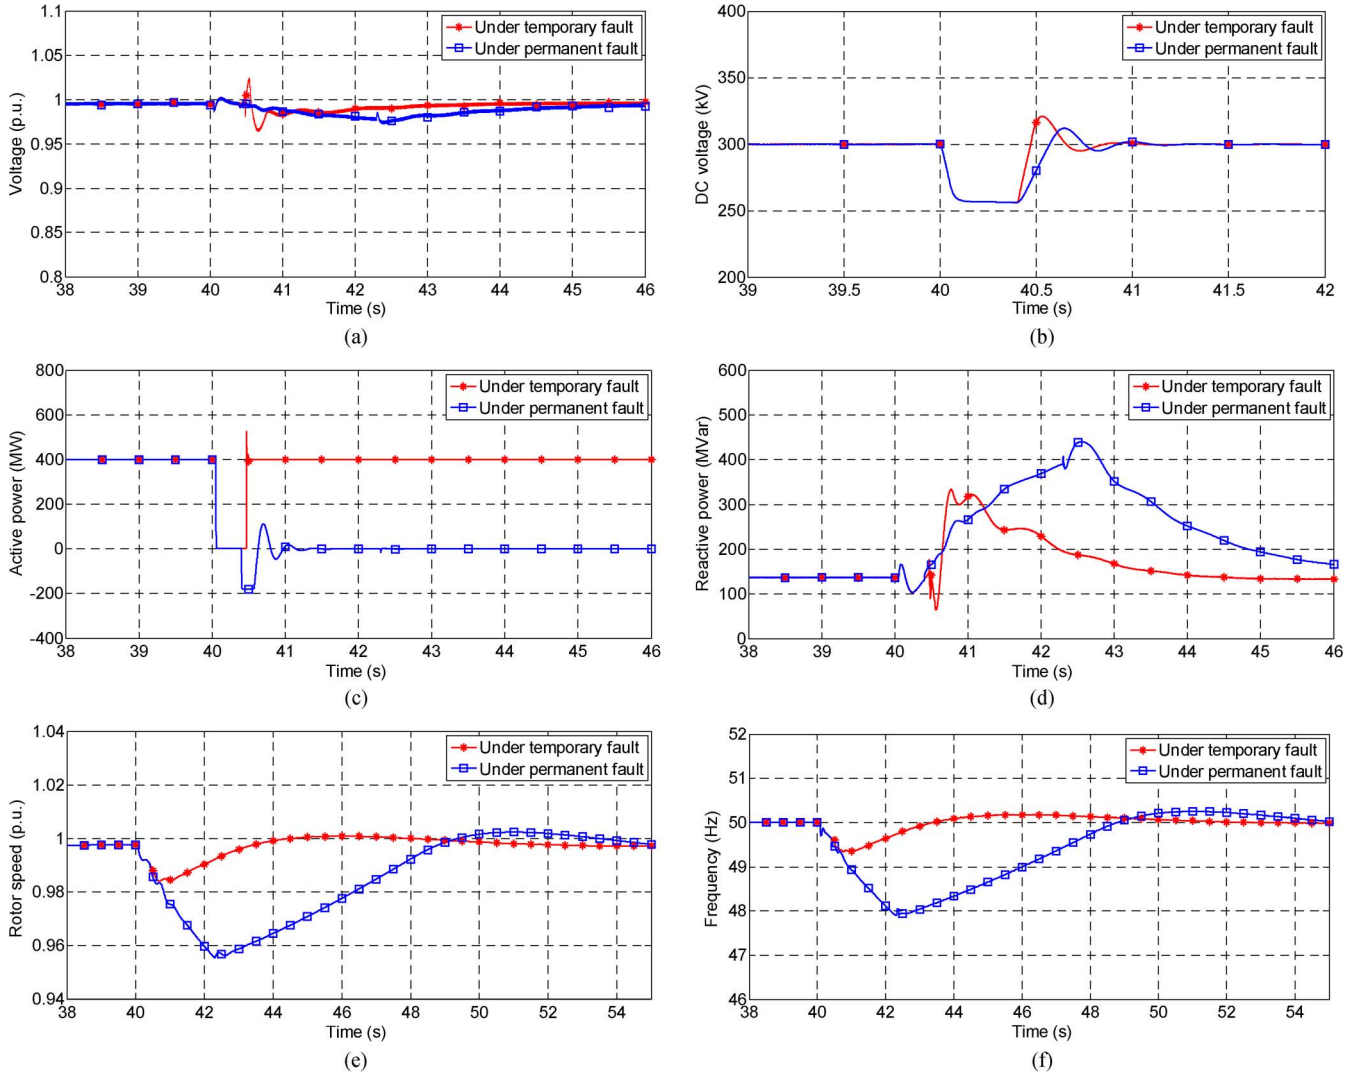 1.1
1.05
1
0.95
0.9
0.85
0.8
Voltage (p.u.)
Under temporary fault
Under permanent fault
38 39 40 41 42 43 44 45 46
Time (s)
(a)
400
350
300
250
200
DC voltage (kV)
Under temporary fault
Under permanent fault
39 39.5 40 40.5 41 41.5 42
Time (s)
(b)
800
600
400
200
0
-200
-400
Active power (MW)
Under temporary fault
Under permanent fault
38 39 40 41 42 43 44 45 46
Time (s)
(c)
600
500
400
300
200
100
0
Reactive power (MVar)
Under temporary fault
Under permanent fault
38 39 40 41 42 43 44 45 46
Time (s)
(d)
1.04
1.02
1
0.98
0.96
0.94
Rotor speed (p.u.)
Under temporary fault
Under permanent fault
38 40 42 44 46 48 50 52 54
Time (s)
(e)
52
51
50
49
48
47
46
Frequency (Hz)
Under temporary fault
Under permanent fault
38 40 42 44 46 48 50 52 54
Time (s)
(f)